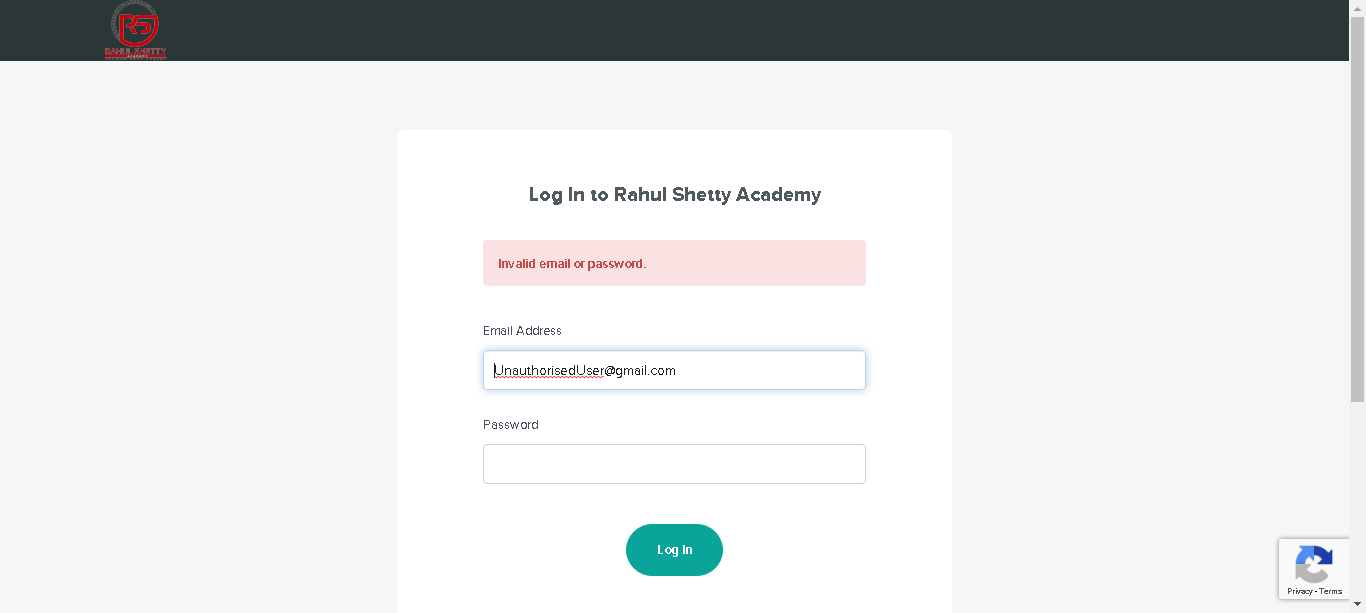 RS
RAHUL SHETTY
Log In to Rahul Shetty Academy
Invalid email or password.
Email Address
UnauthorisedUser@gmail.com
Password
Log In
Privacy - Terms